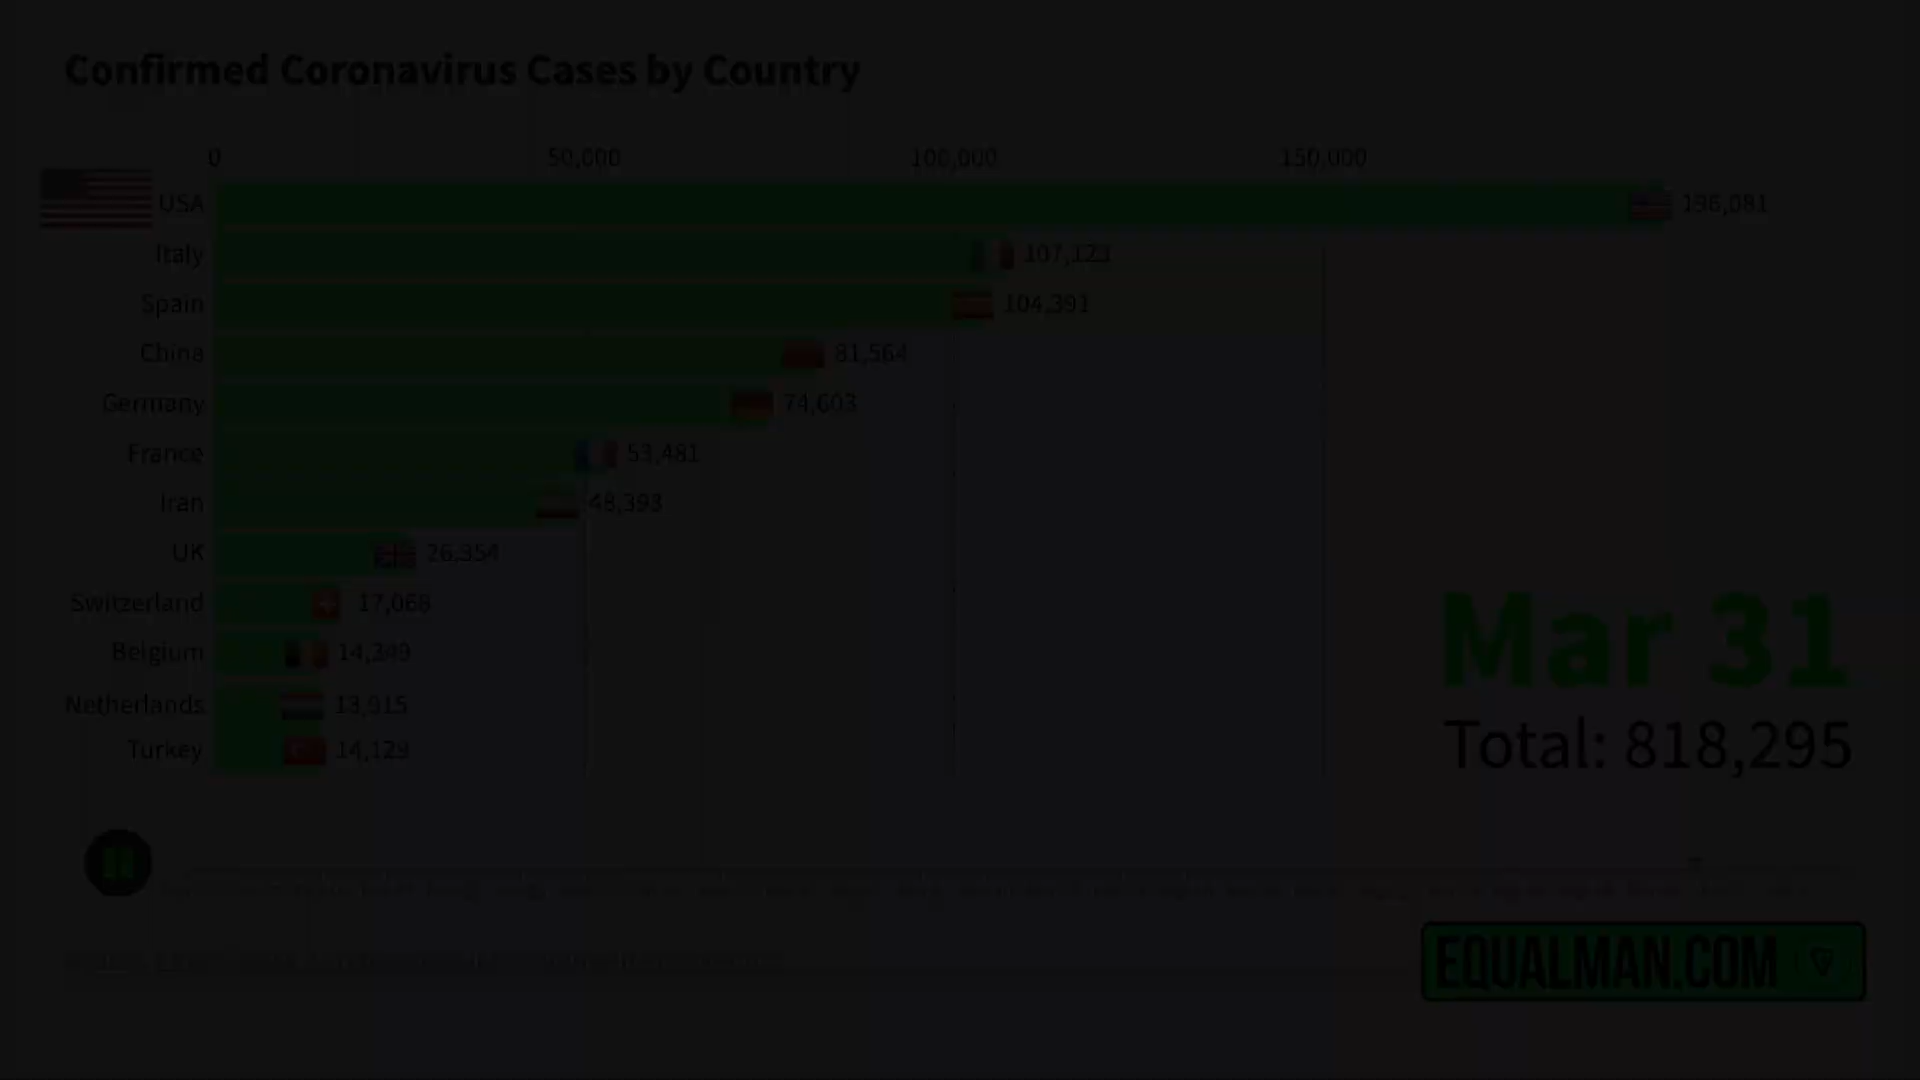 Confirmed Coronavirus Cases by Country
0 50,000 100,000 150,000
USA 196,081
Italy 107,123
Spain 104,391
China 81,564
Germany 74,603
France 53,481
Iran 48,393
UK 26,354
Switzerland 17,068
Belgium 14,249
Netherlands 13,915
Turkey 14,129
Mar 31
Total: 818,295
EQUALMAN.COM